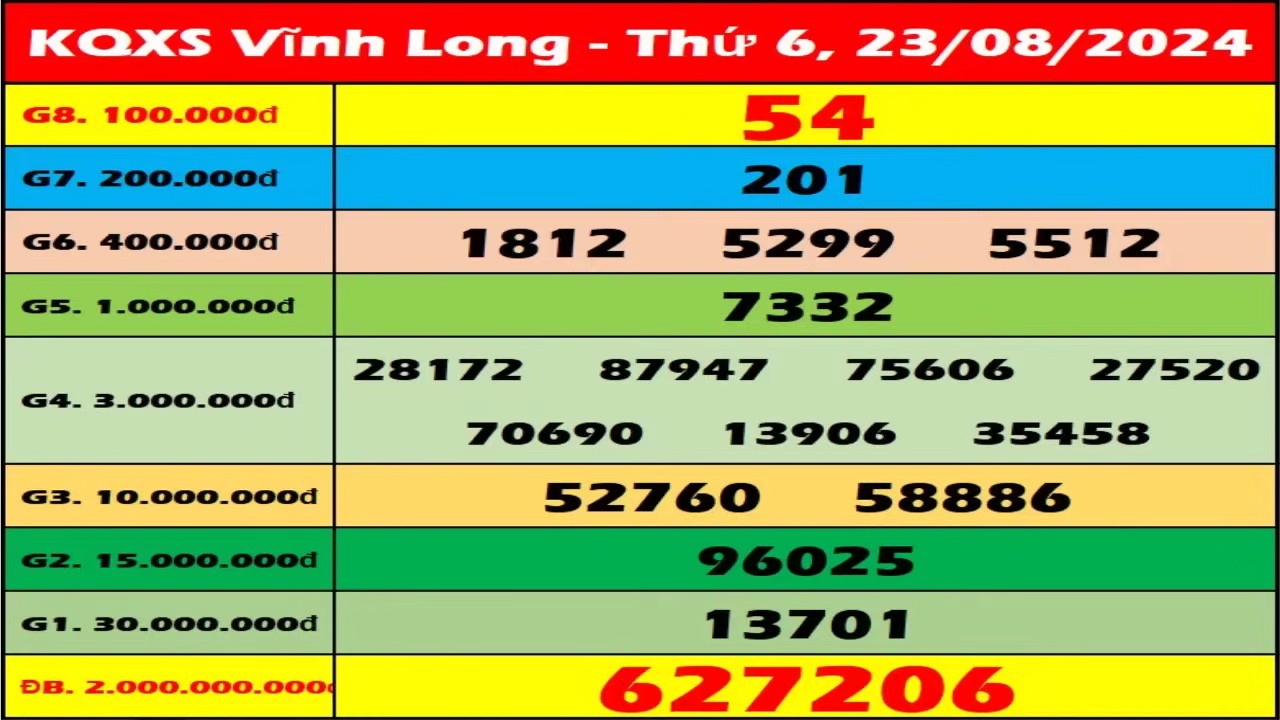 KQXS Vĩnh Long - Thứ 6, 23/08/2024
G8. 100.000đ 54
G7. 200.000đ 201
G6. 400.000đ 1812 5299 5512
G5. 1.000.000đ 7332
28172 87947 75606 27520
G4. 3.000.000đ
70690 13906 35458
G3. 10.000.000đ 52760 58886
G2. 15.000.000đ 96025
G1. 30.000.000đ 13701
ĐB. 2.000.000.000đ 627206